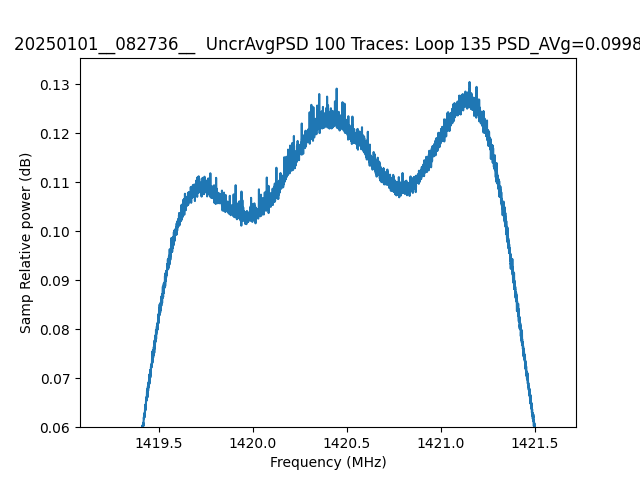 20250101__082736__ UncrAvgPSD 100 Traces: Loop 135 PSD_AVg=0.0998
0.13
0.12
0.11
0.10
0.09
0.08
0.07
0.06
Samp Relative power (dB)
1419.5 1420.0 1420.5 1421.0 1421.5
Frequency (MHz)